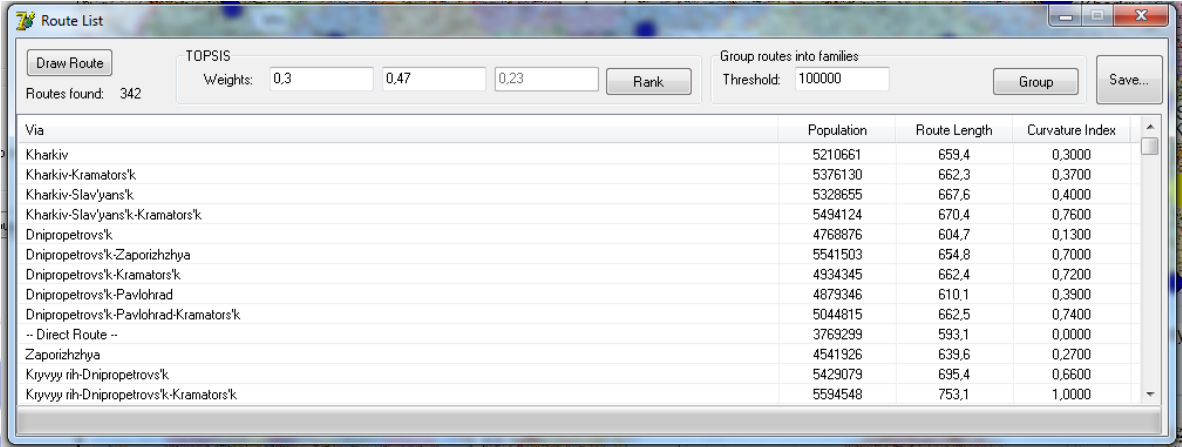 Route List
Draw Route
Routes found: 342
TOPSIS
Weights: 0,3 0,47 0,23 Rank
Group routes into families
Threshold: 100000 Group
Save...
Via Population Route Length Curvature Index
Kharkiv 5210661 659,4 0,3000
Kharkiv-Kramators'k 5376130 662,3 0,3700
Kharkiv-Slav'yans'k 5328655 667,6 0,4000
Kharkiv-Slav'yans'k-Kramators'k 5494124 670,4 0,7600
Dnipropetrovs'k 4768876 604,7 0,1300
Dnipropetrovs'k-Zaporizhzhya 5541503 654,8 0,7000
Dnipropetrovs'k-Kramators'k 4934345 662,4 0,7200
Dnipropetrovs'k-Pavlohrad 4879346 610,1 0,3900
Dnipropetrovs'k-Pavlohrad-Kramators'k 5044815 662,5 0,7400
-- Direct Route -- 3769299 593,1 0,0000
Zaporizhzhya 4541926 639,6 0,2700
Kryvyy rih-Dnipropetrovs'k 5429079 695,4 0,6600
Kryvyy rih-Dnipropetrovs'k-Kramators'k 5594548 753,1 1,0000